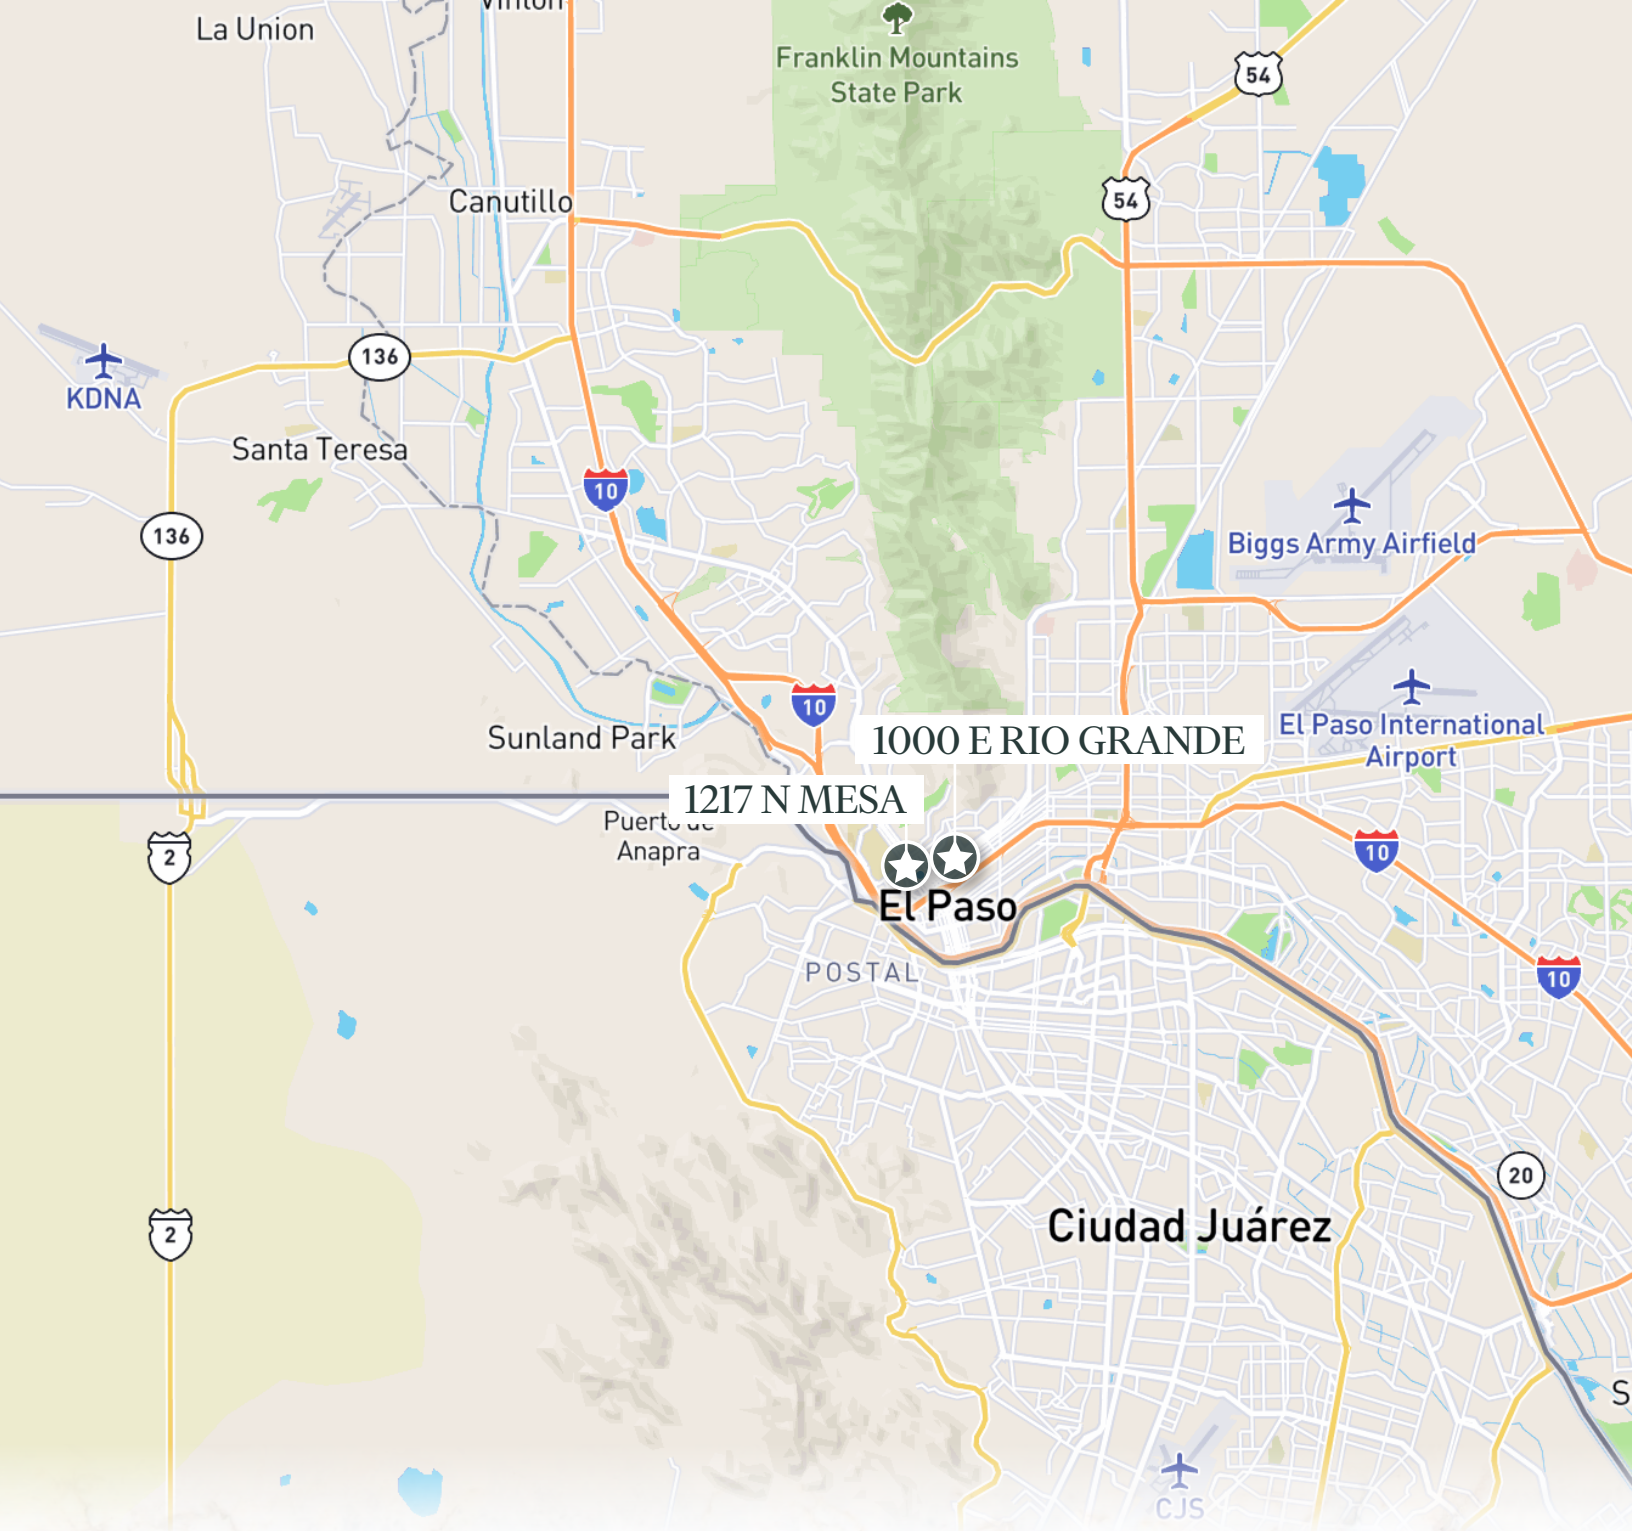 Vinton
La Union
Franklin Mountains
State Park
54
54
Canutillo
136
KDNA
Santa Teresa
10
136
Biggs Army Airfield
10
El Paso International
Airport
Sunland Park
1000 E RIO GRANDE
1217 N MESA
Puerto de
Anapra
2
10
El Paso
POSTAL
10
20
2
Ciudad Juárez
S
CJS